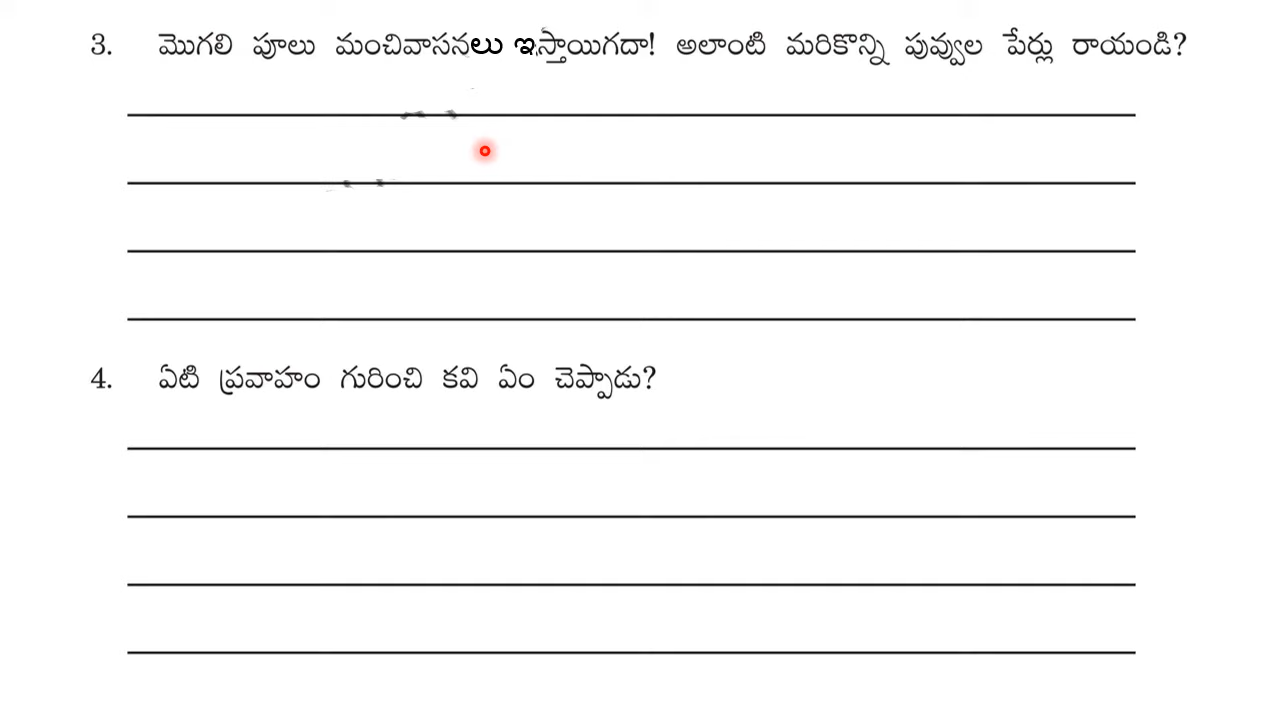 3. మొగలి పూలు మంచివాసనలు ఇస్తాయిగదా! అలాంటి మరికొన్ని పువ్వుల పేర్లు రాయండి?
4. ఏటి ప్రవాహం గురించి కవి ఏం చెప్పాడు?